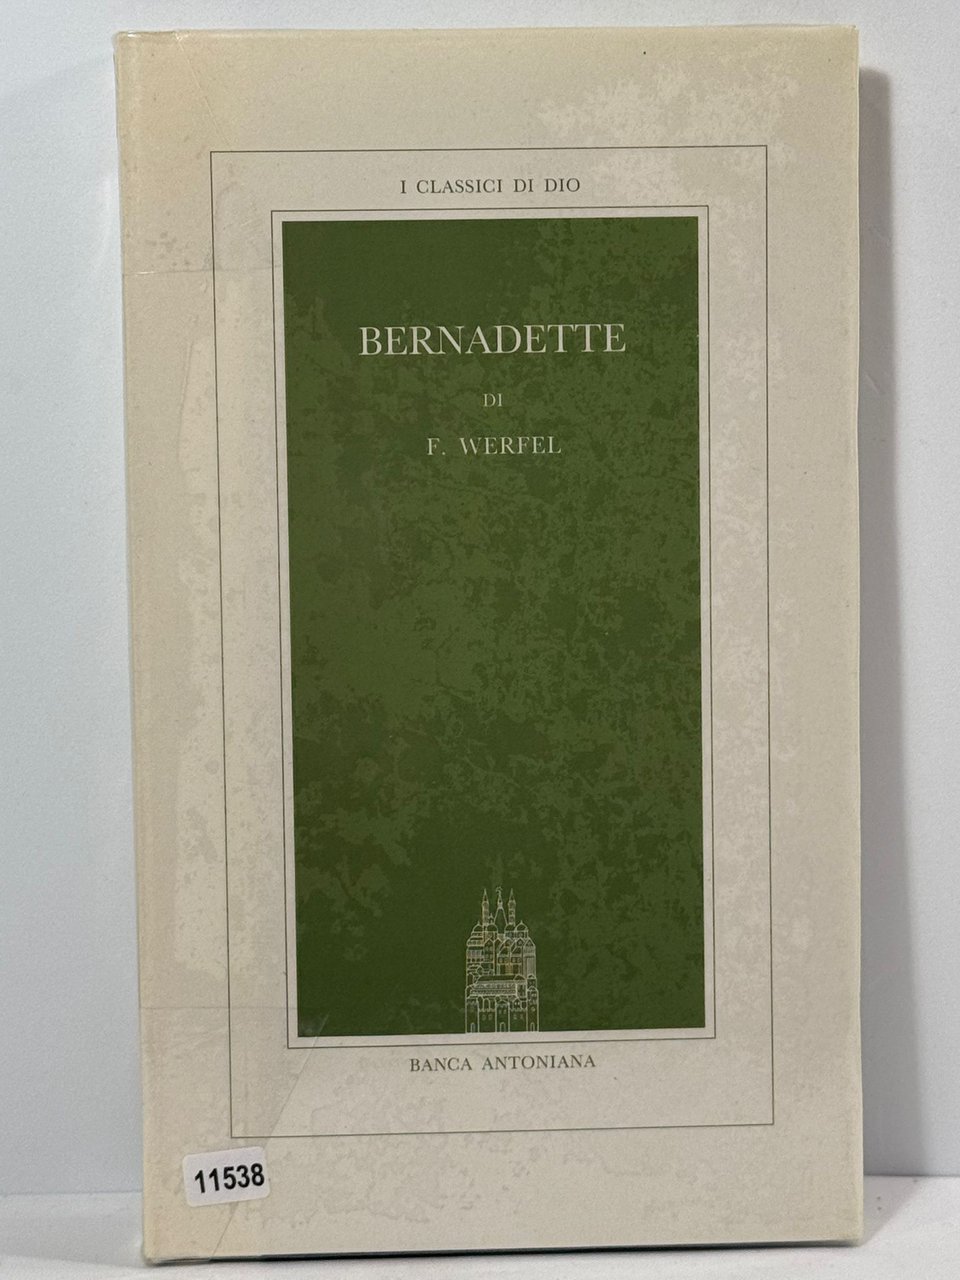 I CLASSICI DI DIO
BERNADETTE
DI
F. WERFEL
BANCA ANTONIANA
11538